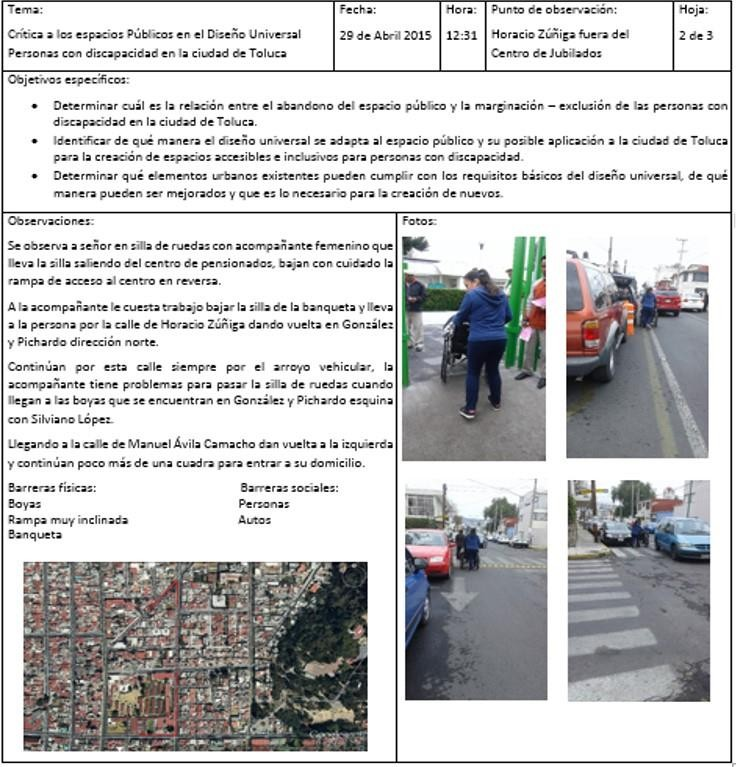 Tema:
Crítica a los espacios Públicos en el Diseño Universal
Personas con discapacidad en la ciudad de Toluca
Fecha:
29 de Abril 2015
Hora:
12:31
Punto de observación:
Horacio Zúñiga fuera del
Centro de Jubilados
Hoja:
2 de 3
Objetivos específicos:
• Determinar cuál es la relación entre el abandono del espacio público y la marginación – exclusión de las personas con
discapacidad en la ciudad de Toluca.
• Identificar de qué manera el diseño universal se adapta al espacio público y su posible aplicación a la ciudad de Toluca
para la creación de espacios accesibles e inclusivos para personas con discapacidad.
• Determinar qué elementos urbanos existentes pueden cumplir con los requisitos básicos del diseño universal, de qué
manera pueden ser mejorados y que es lo necesario para la creación de nuevos.
Observaciones:
Se observa a señor en silla de ruedas con acompañante femenino que
lleva la silla saliendo del centro de pensionados, bajan con cuidado la
rampa de acceso al centro en reversa.
A la acompañante le cuesta trabajo bajar la silla de la banqueta y lleva
a la persona por la calle de Horacio Zúñiga dando vuelta en González
y Pichardo dirección norte.
Continúan por esta calle siempre por el arroyo vehicular, la
acompañante tiene problemas para pasar la silla de ruedas cuando
llegan a las boyas que se encuentran en González y Pichardo esquina
con Silviano López.
Llegando a la calle de Manuel Ávila Camacho dan vuelta a la izquierda
y continúan poco más de una cuadra para entrar a su domicilio.
Barreras físicas:
Boyas
Rampa muy inclinada
Banqueta
Barreras sociales:
Personas
Autos
Fotos: